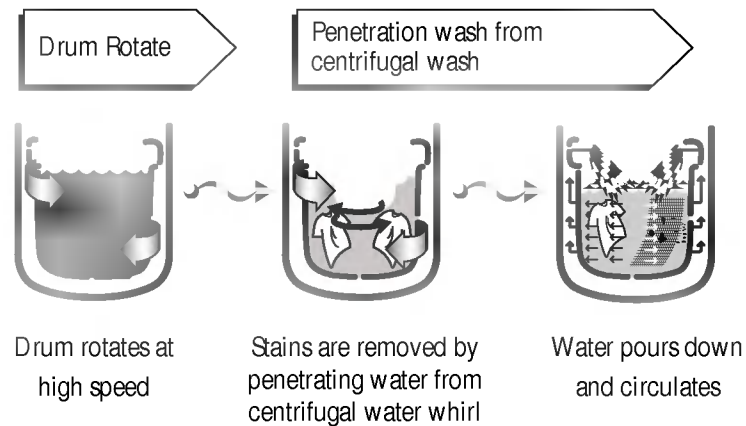 Drum Rotate
Penetration wash from
centrifugal wash
Drum rotates at
high speed
Stains are removed by
penetrating water from
centrifugal water whirl
Water pours down
and circulates